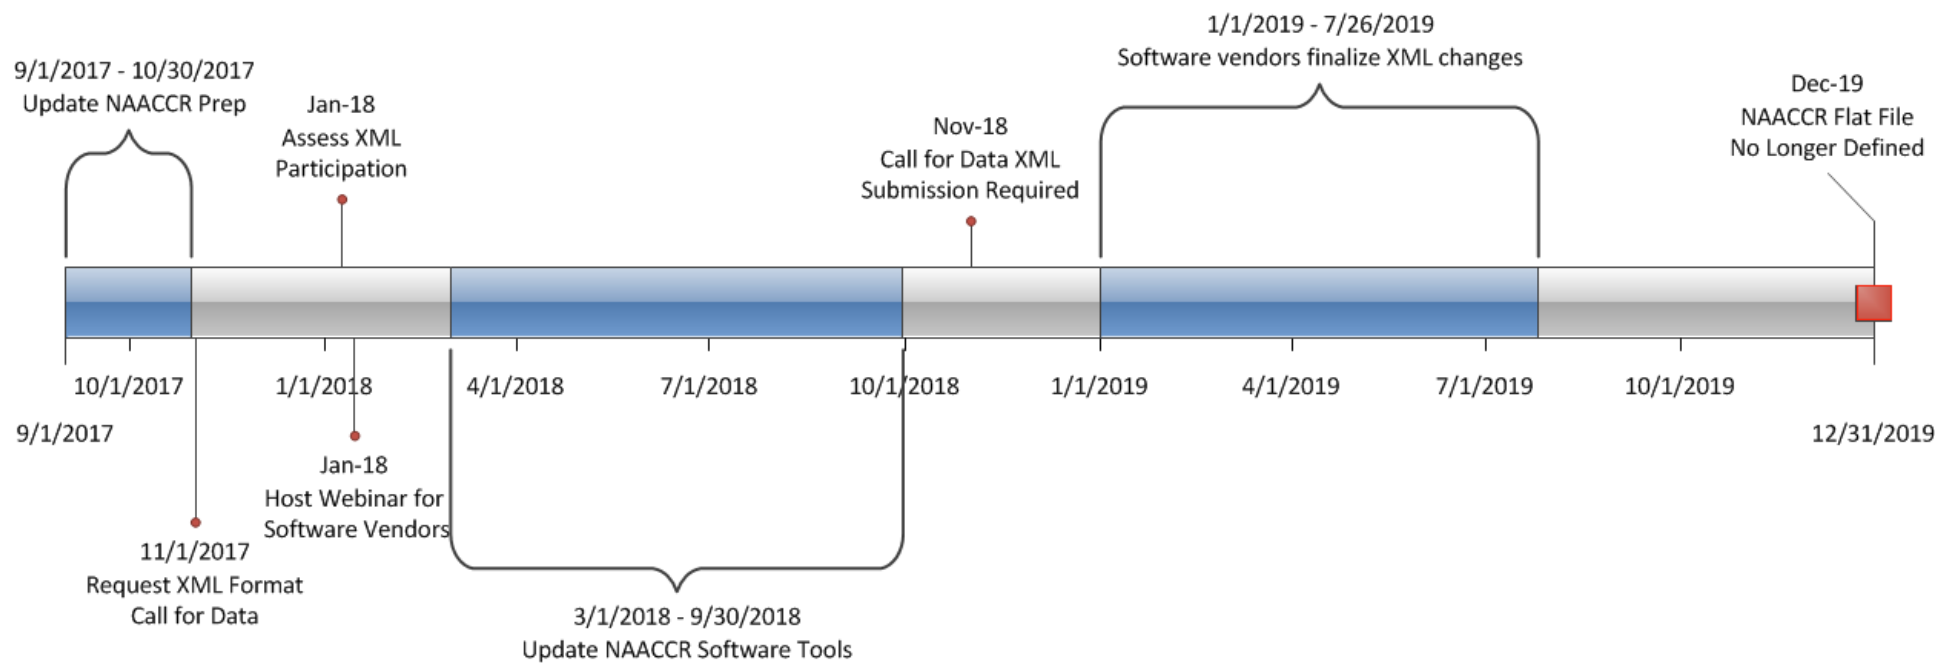 1/1/2019 - 7/26/2019
Software vendors finalize XML changes
9/1/2017 - 10/30/2017
Update NAACCR Prep
Jan-18
Assess XML
Participation
Nov-18
Call for Data XML
Submission Required
Dec-19
NAACCR Flat File
No Longer Defined
10/1/2017
1/1/2018
4/1/2018
7/1/2018
10/1/2018
1/1/2019
4/1/2019
7/1/2019
10/1/2019
9/1/2017
12/31/2019
Jan-18
Host Webinar for
Software Vendors
11/1/2017
Request XML Format
Call for Data
3/1/2018 - 9/30/2018
Update NAACCR Software Tools